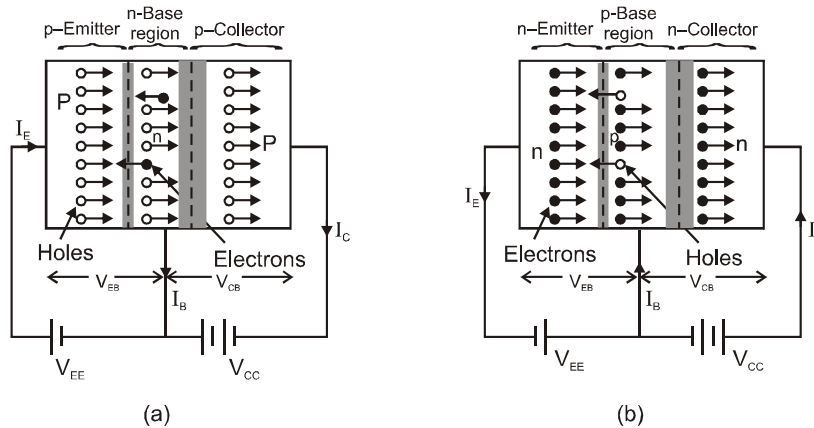 n-Base
p–Emitter region p–Collector
P
n
P
I_E
I_C
Holes
Electrons
V_EB
V_CB
I_B
V_EE
V_CC
(a)
p-Base
n–Emitter region n–Collector
n
p
n
I_E
I
Electrons
Holes
V_EB
V_CB
I_B
V_EE
V_CC
(b)